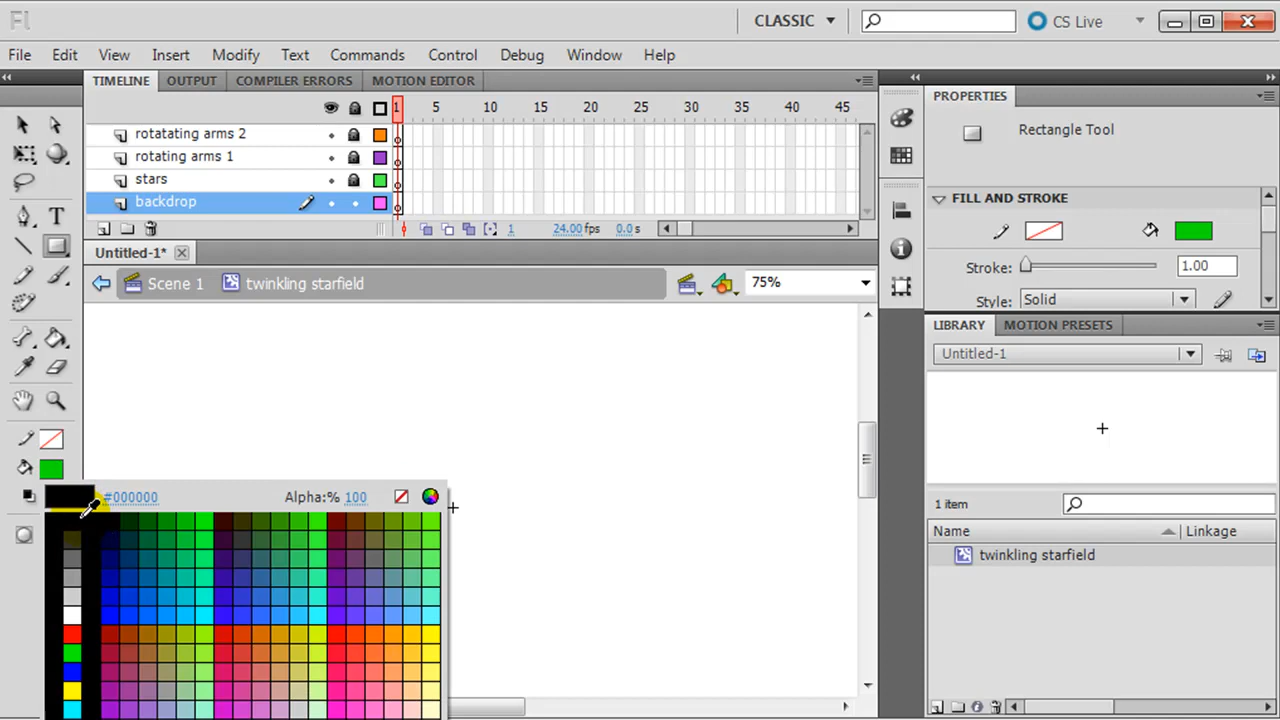 Fl
CLASSIC
CS Live
File Edit View Insert Modify Text Commands Control Debug Window Help
TIMELINE OUTPUT COMPILER ERRORS MOTION EDITOR
1 5 10 15 20 25 30 35 40 45
rotatating arms 2
rotating arms 1
stars
backdrop
1 24.00 fps 0.0 s
Untitled-1*
Scene 1 twinkling starfield 75%
#000000 Alpha:% 100
PROPERTIES
Rectangle Tool
FILL AND STROKE
Stroke: 1.00
Style: Solid
LIBRARY MOTION PRESETS
Untitled-1
1 item
Name Linkage
twinkling starfield